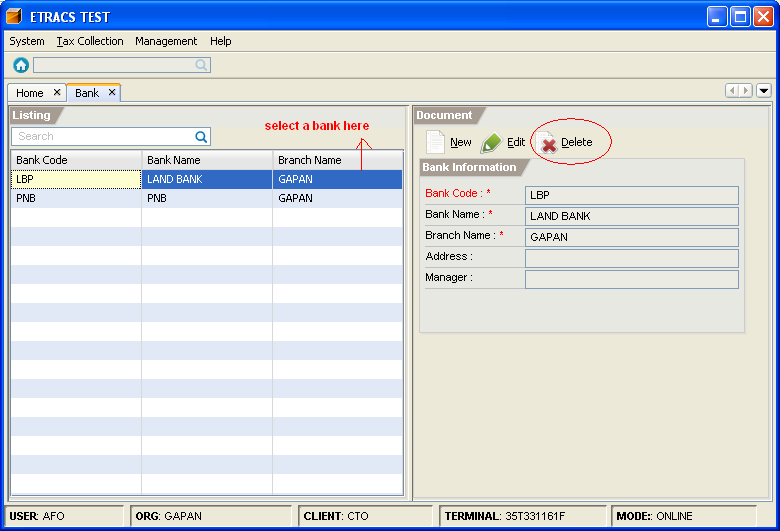 ETRACS TEST
System Tax Collection Management Help
Home Bank
Listing
select a bank here
Search
Bank Code Bank Name Branch Name
LBP LAND BANK GAPAN
PNB PNB GAPAN
Document
New Edit Delete
Bank Information
Bank Code : * LBP
Bank Name : * LAND BANK
Branch Name : * GAPAN
Address :
Manager :
USER: AFO ORG: GAPAN CLIENT: CTO TERMINAL: 35T331161F MODE:: ONLINE